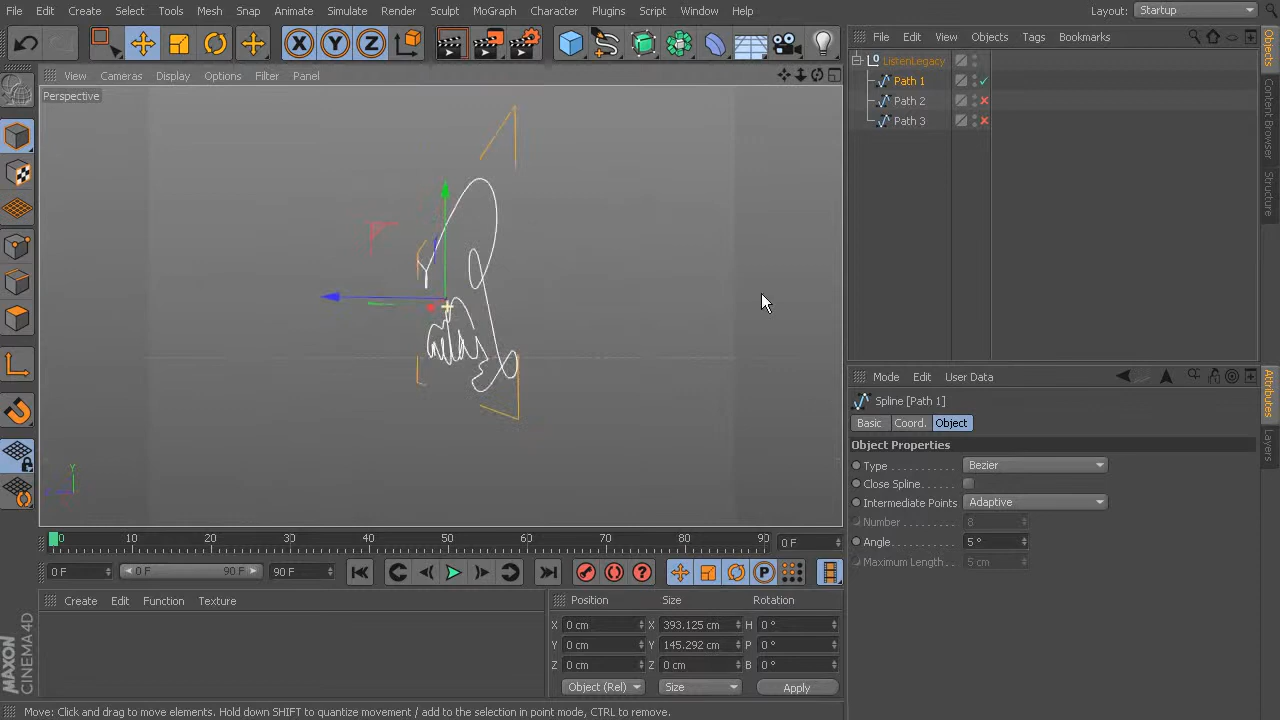 File Edit Create Select Tools Mesh Snap Animate Simulate Render Sculpt MoGraph Character Plugins Script Window Help Layout: Startup
X Y Z
File Edit View Objects Tags Bookmarks
View Cameras Display Options Filter Panel
Perspective
ListenLegacy
Path 1
Path 2
Path 3
Objects
Content Browser
Structure
Mode Edit User Data
Spline [Path 1]
Basic Coord. Object
Object Properties
Type Bezier
Close Spline
Intermediate Points Adaptive
Number 8
Angle 5 °
Maximum Length 5 cm
Attributes
Layers
Y
0 10 20 30 40 50 60 70 80 90 0 F
0 F 0 F 90 F 90 F P
Create Edit Function Texture
Position Size Rotation
X 0 cm X 393.125 cm H 0 °
Y 0 cm Y 145.292 cm P 0 °
Z 0 cm Z 0 cm B 0 °
Object (Rel) Size Apply
MAXON
CINEMA 4D
Move: Click and drag to move elements. Hold down SHIFT to quantize movement / add to the selection in point mode, CTRL to remove.